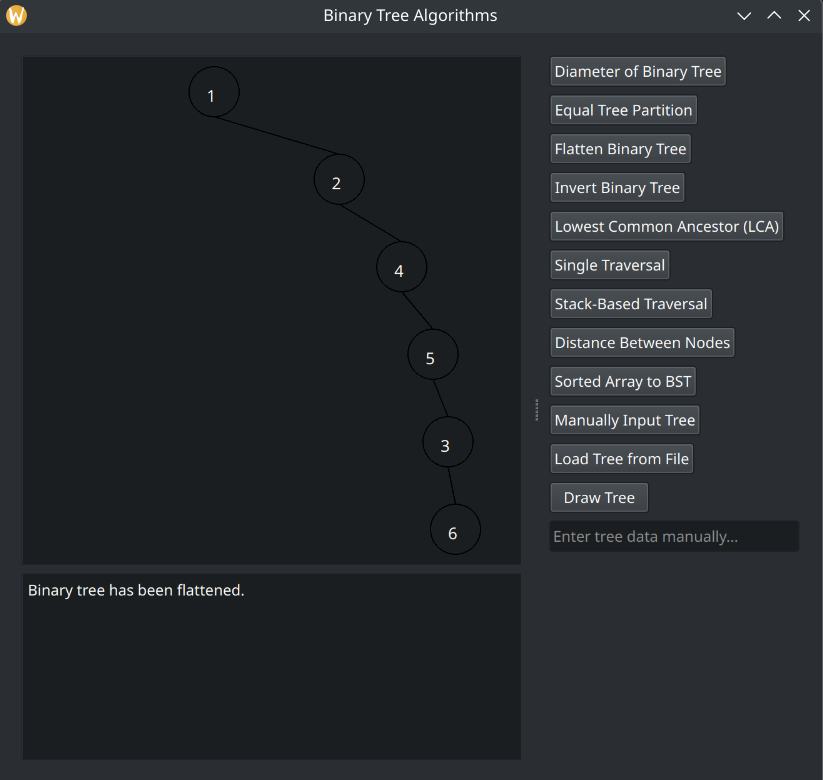 Binary Tree Algorithms
1
2
4
5
3
6
Binary tree has been flattened.
Diameter of Binary Tree
Equal Tree Partition
Flatten Binary Tree
Invert Binary Tree
Lowest Common Ancestor (LCA)
Single Traversal
Stack-Based Traversal
Distance Between Nodes
Sorted Array to BST
Manually Input Tree
Load Tree from File
Draw Tree
Enter tree data manually...